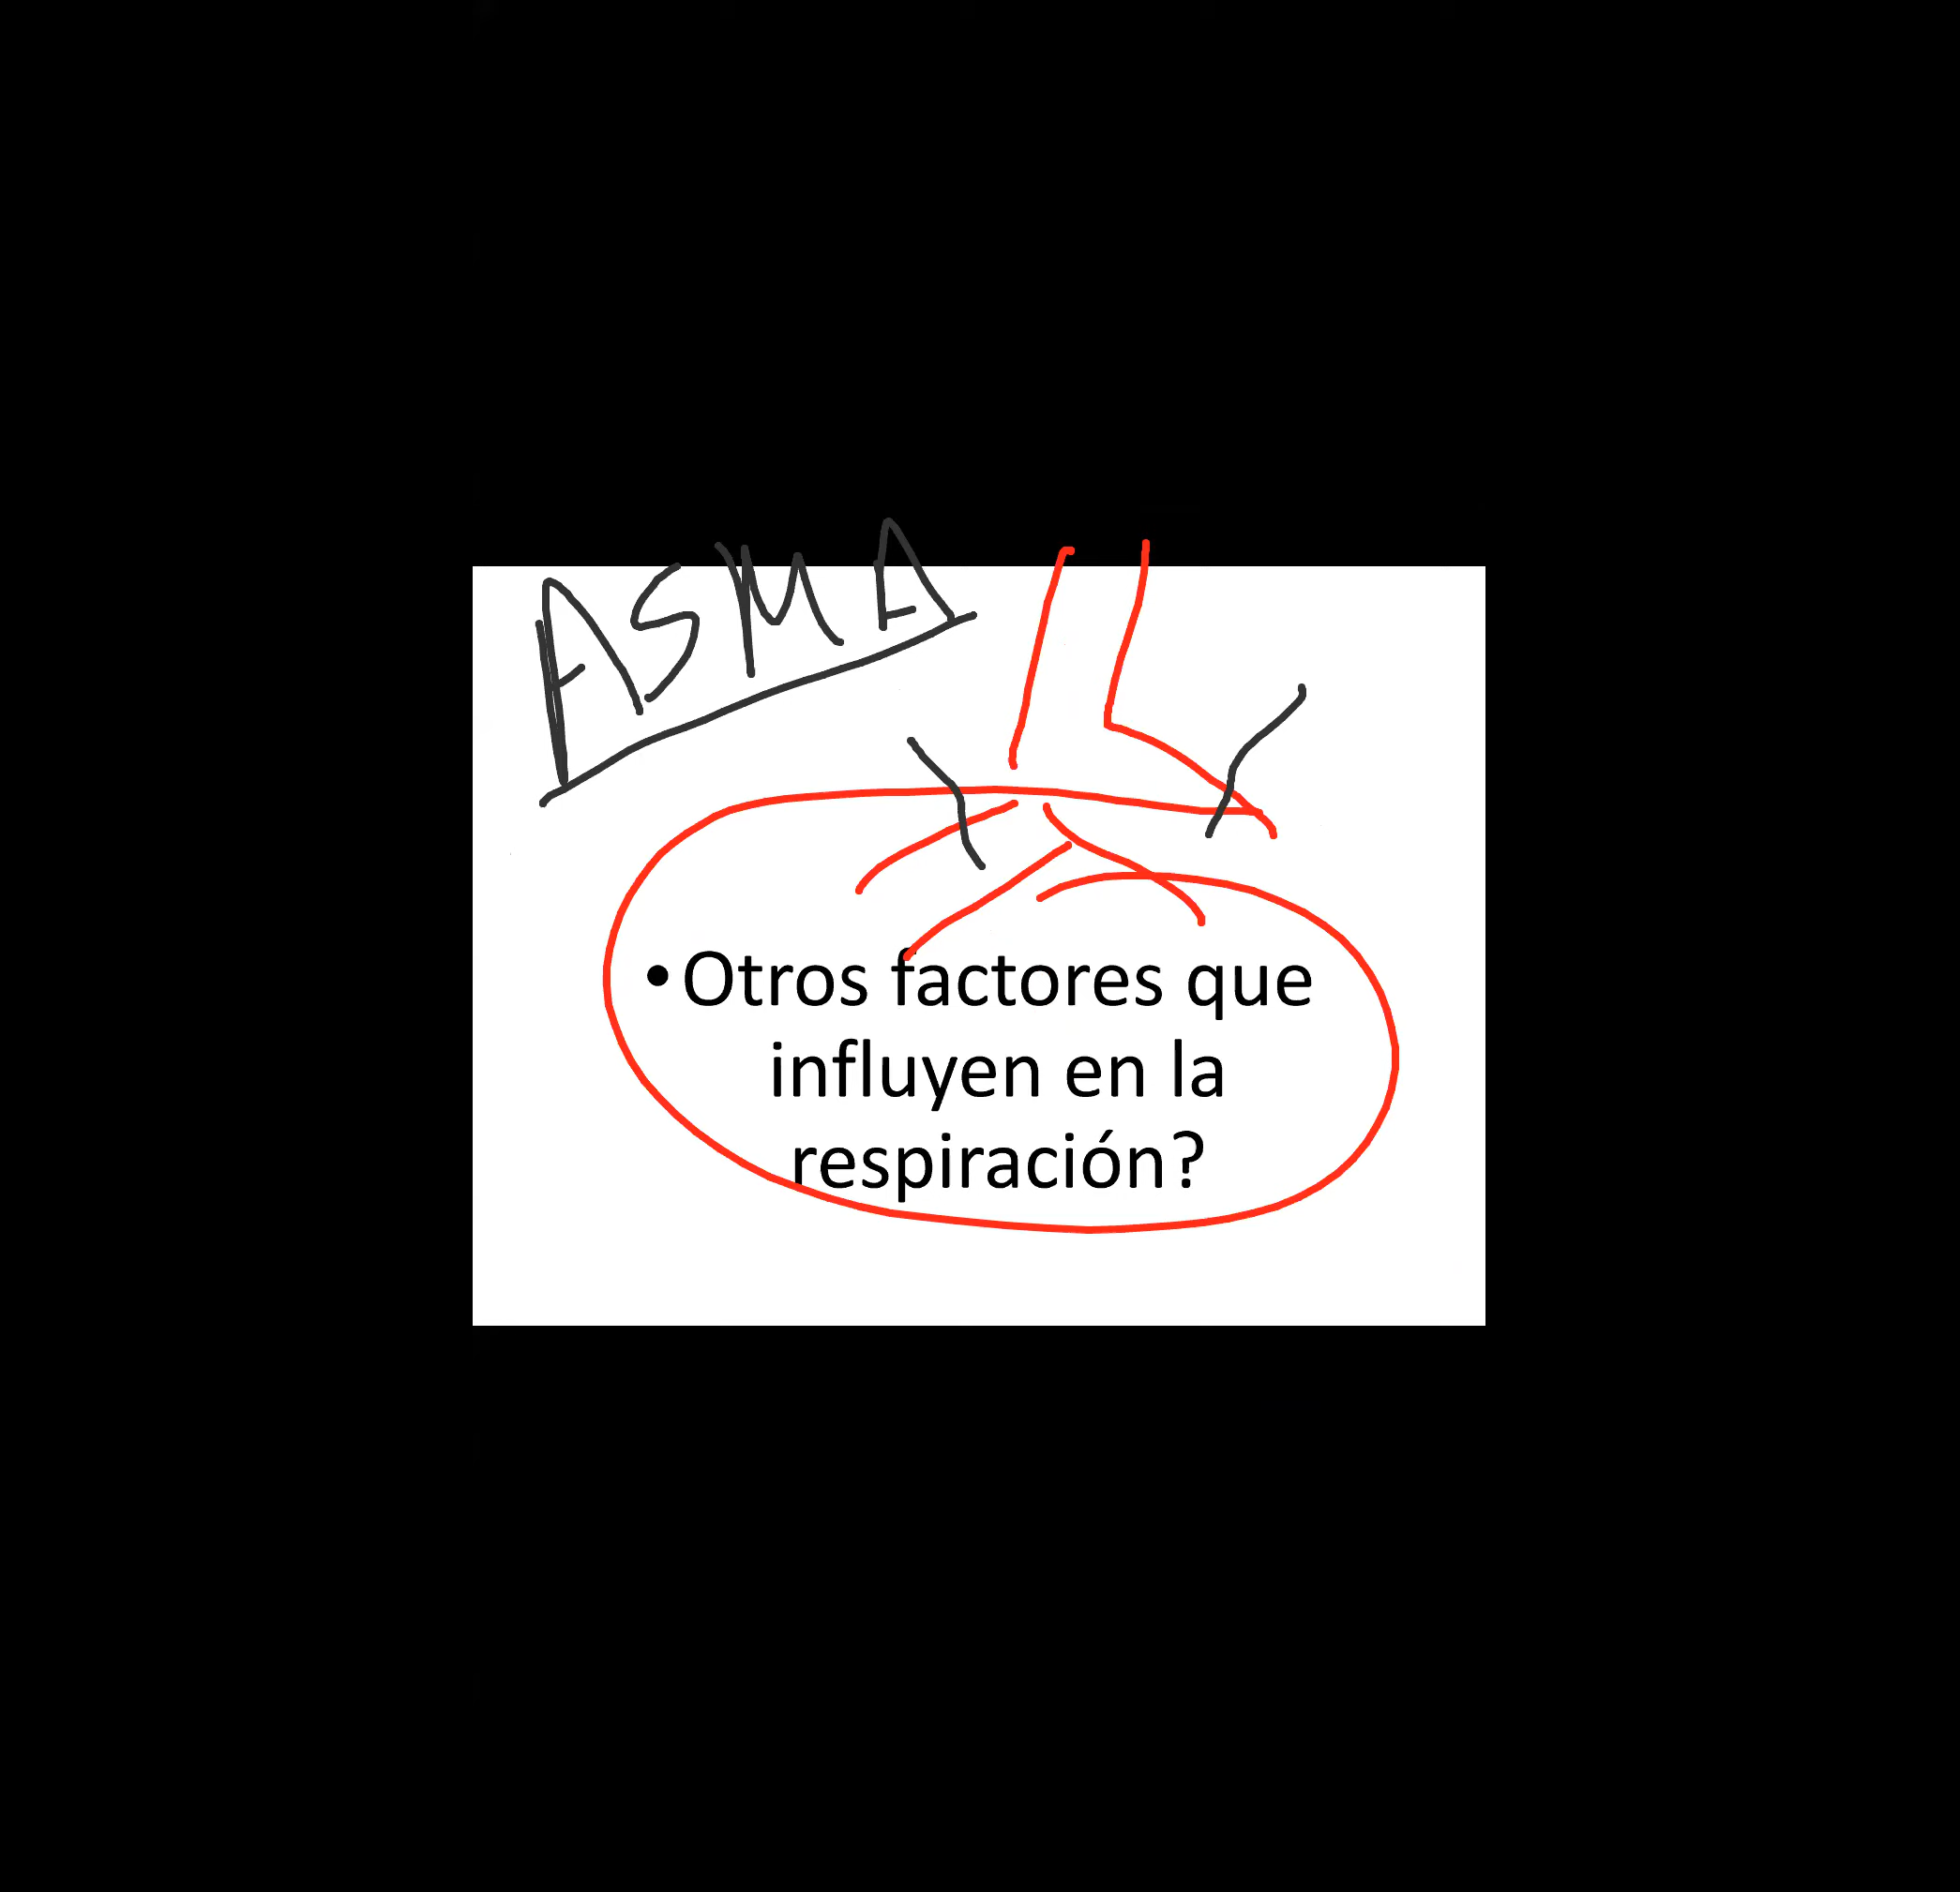 ASMA
• Otros factores que
influyen en la
respiración?